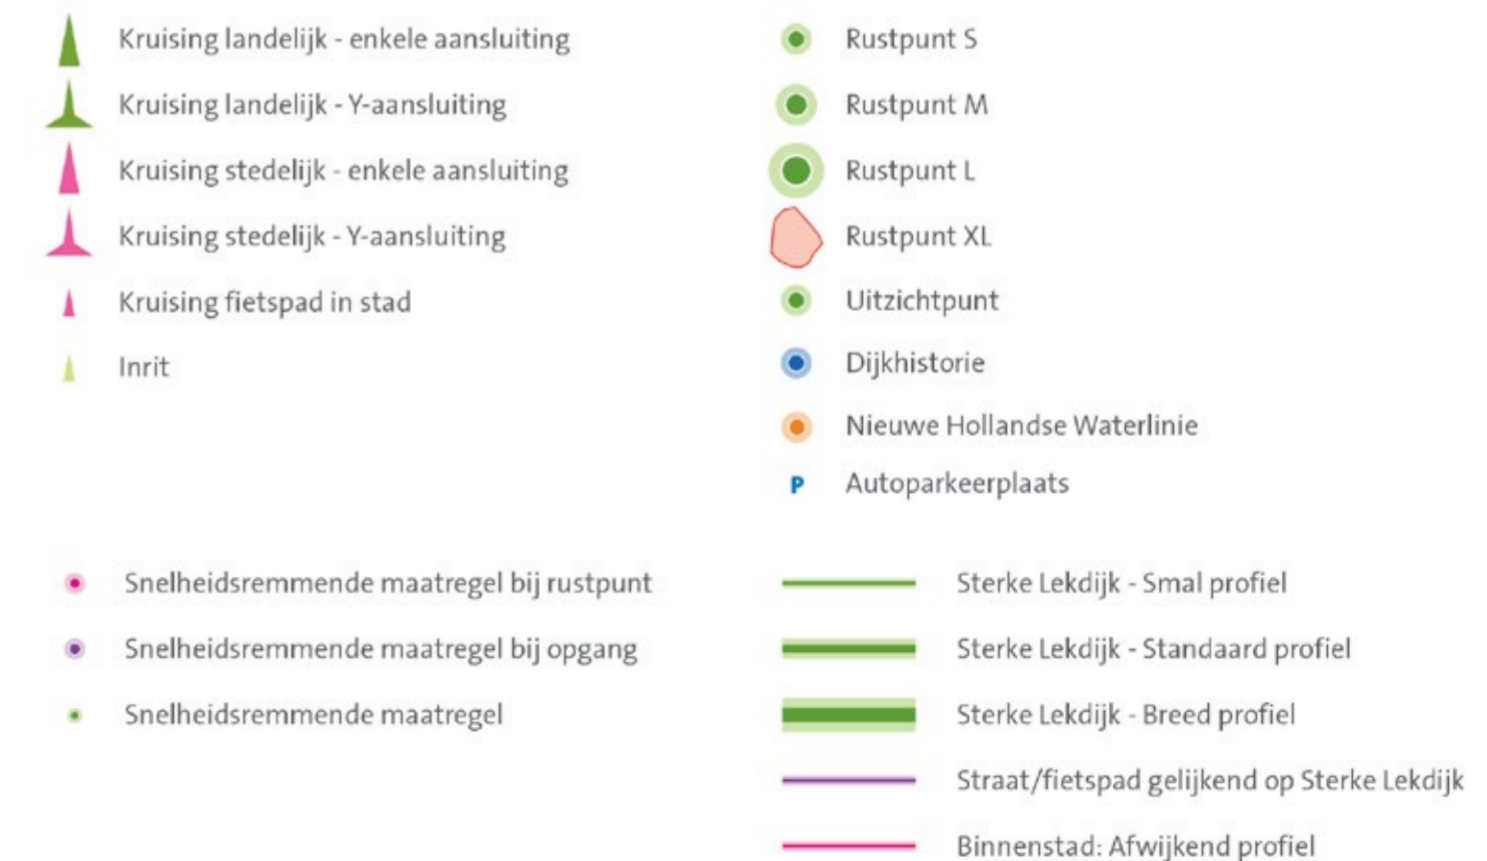 Kruising landelijk - enkele aansluiting
Kruising landelijk - Y-aansluiting
Kruising stedelijk - enkele aansluiting
Kruising stedelijk - Y-aansluiting
Kruising fietspad in stad
Inrit
Rustpunt S
Rustpunt M
Rustpunt L
Rustpunt XL
Uitzichtpunt
Dijkhistorie
Nieuwe Hollandse Waterlinie
P Autoparkeerplaats
Snelheidsremmende maatregel bij rustpunt
Snelheidsremmende maatregel bij opgang
Snelheidsremmende maatregel
Sterke Lekdijk - Smal profiel
Sterke Lekdijk - Standaard profiel
Sterke Lekdijk - Breed profiel
Straat/fietspad gelijkend op Sterke Lekdijk
Binnenstad: Afwijkend profiel